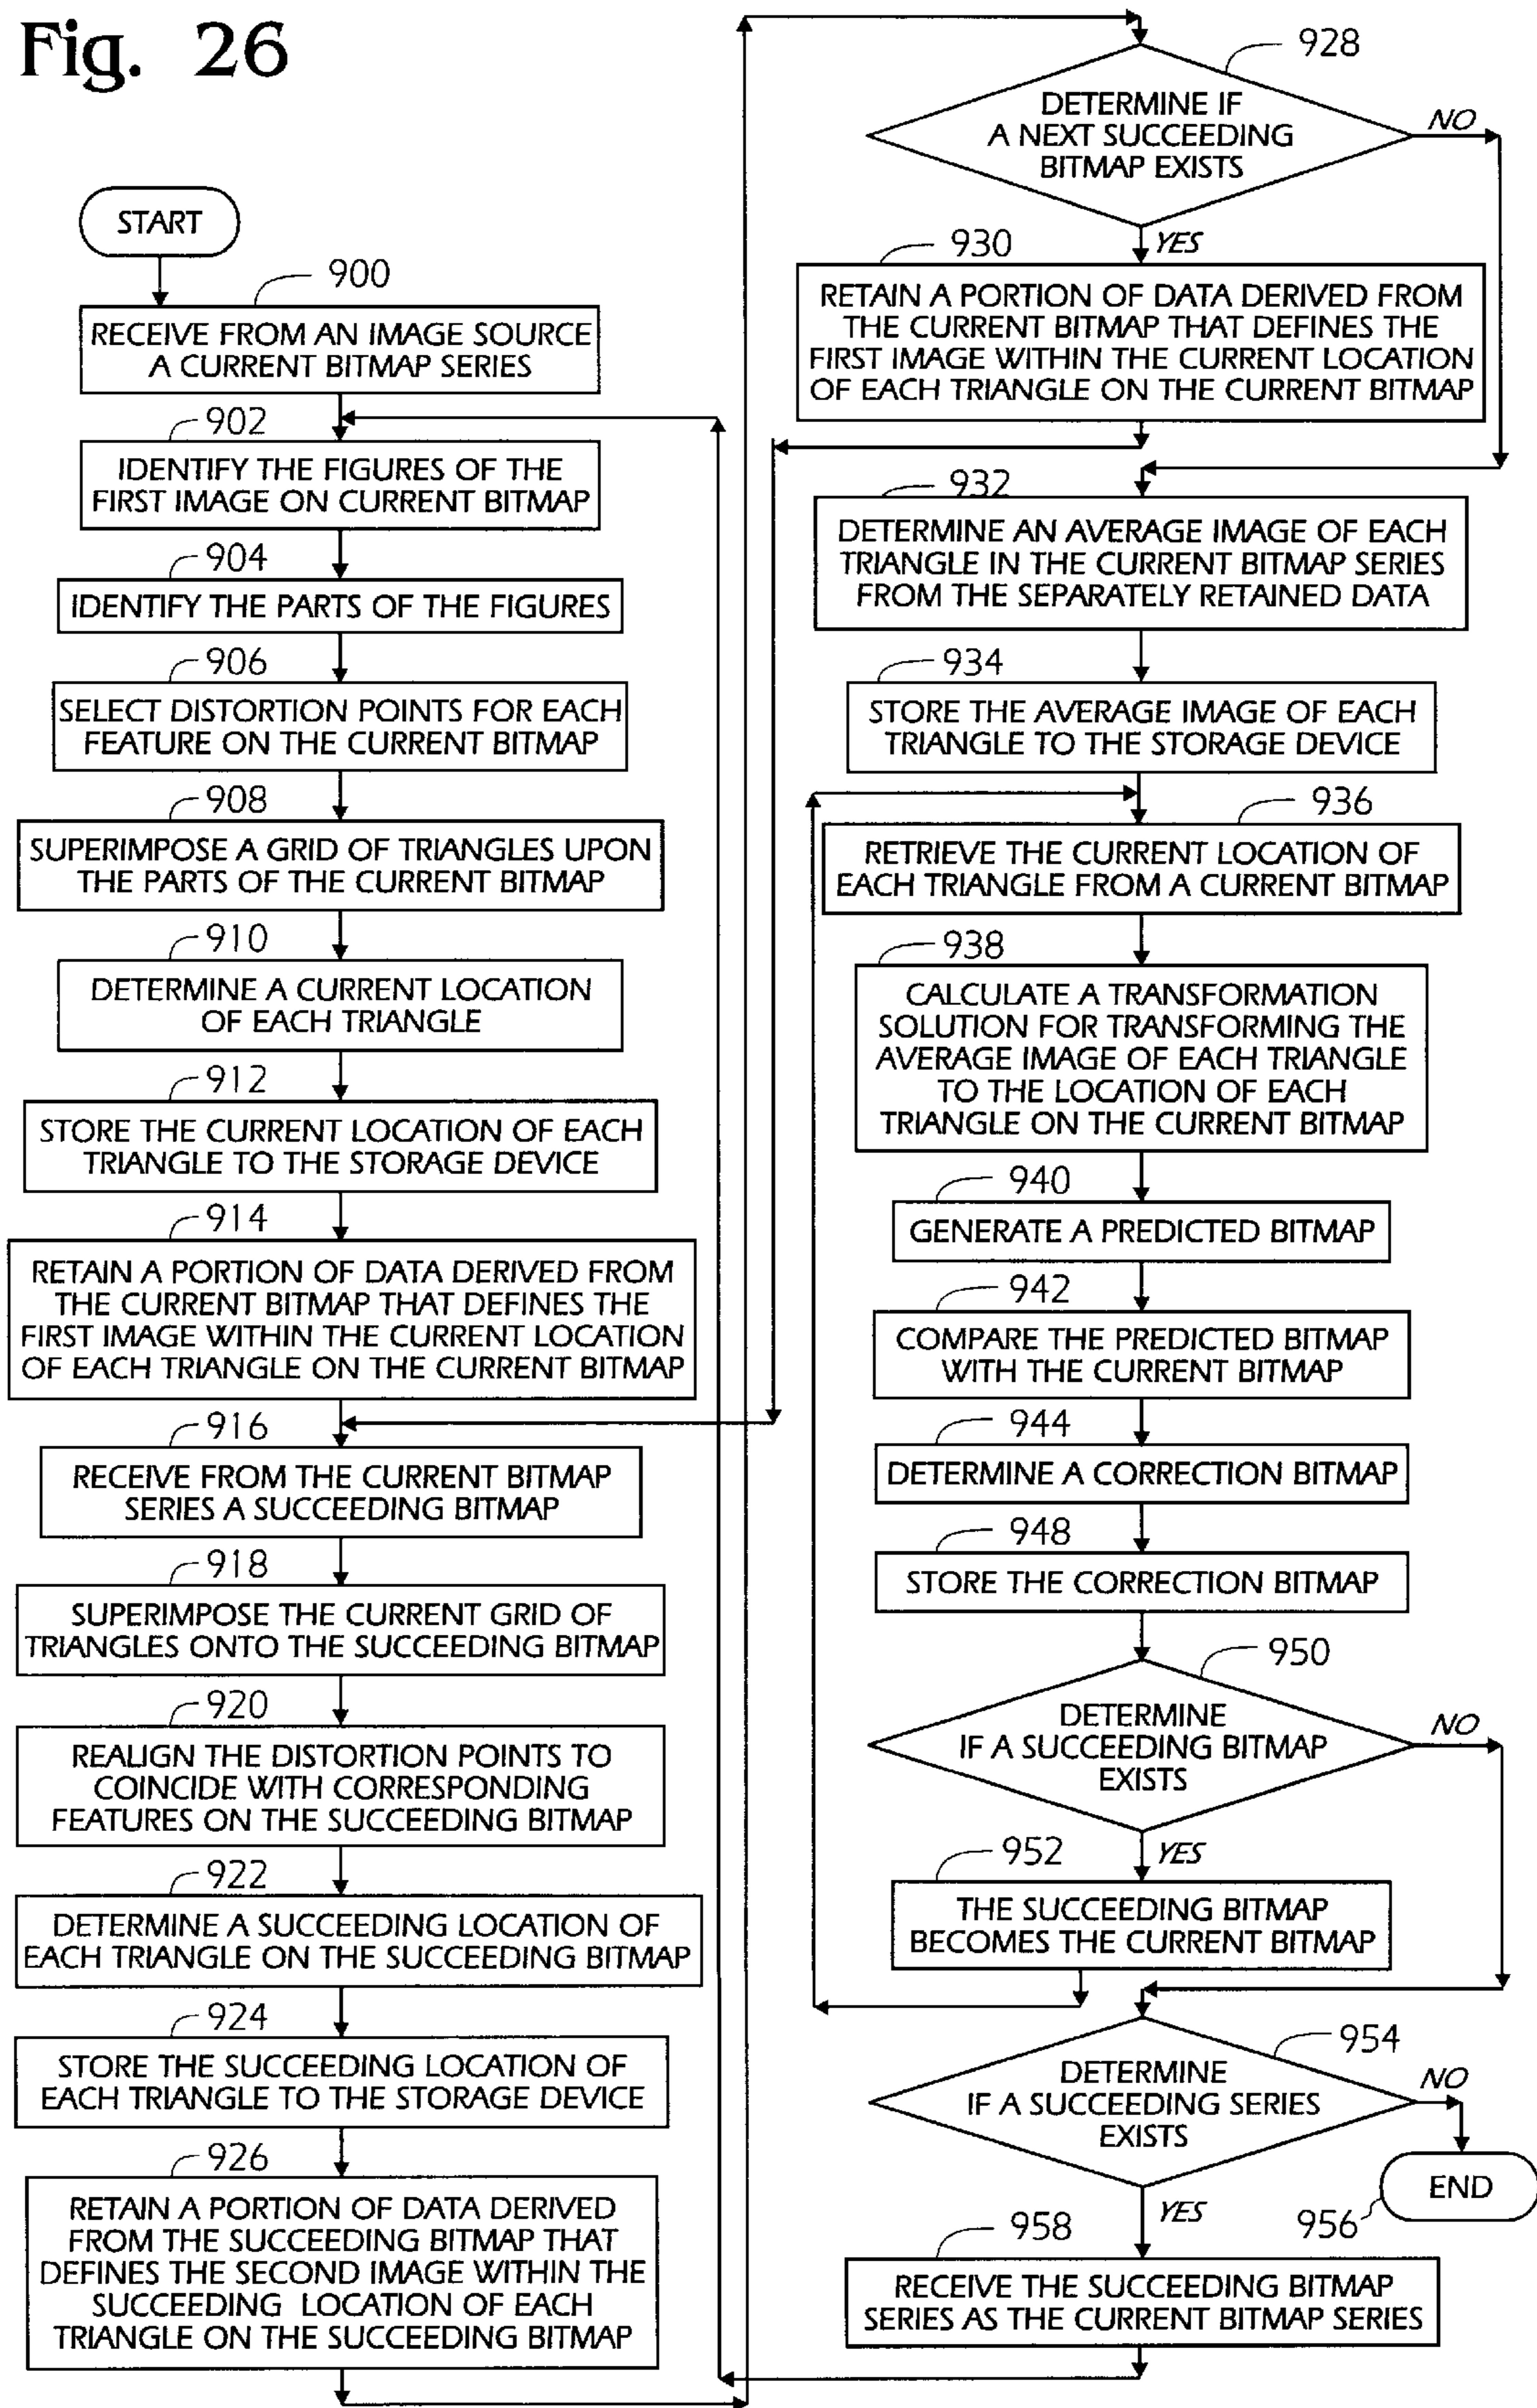 Fig. 26
START
900
RECEIVE FROM AN IMAGE SOURCE
A CURRENT BITMAP SERIES
902
IDENTIFY THE FIGURES OF THE
FIRST IMAGE ON CURRENT BITMAP
904
IDENTIFY THE PARTS OF THE FIGURES
906
SELECT DISTORTION POINTS FOR EACH
FEATURE ON THE CURRENT BITMAP
908
SUPERIMPOSE A GRID OF TRIANGLES UPON
THE PARTS OF THE CURRENT BITMAP
910
DETERMINE A CURRENT LOCATION
OF EACH TRIANGLE
912
STORE THE CURRENT LOCATION OF EACH
TRIANGLE TO THE STORAGE DEVICE
914
RETAIN A PORTION OF DATA DERIVED FROM
THE CURRENT BITMAP THAT DEFINES THE
FIRST IMAGE WITHIN THE CURRENT LOCATION
OF EACH TRIANGLE ON THE CURRENT BITMAP
916
RECEIVE FROM THE CURRENT BITMAP
SERIES A SUCCEEDING BITMAP
918
SUPERIMPOSE THE CURRENT GRID OF
TRIANGLES ONTO THE SUCCEEDING BITMAP
920
REALIGN THE DISTORTION POINTS TO
COINCIDE WITH CORRESPONDING
FEATURES ON THE SUCCEEDING BITMAP
922
DETERMINE A SUCCEEDING LOCATION OF
EACH TRIANGLE ON THE SUCCEEDING BITMAP
924
STORE THE SUCCEEDING LOCATION OF
EACH TRIANGLE TO THE STORAGE DEVICE
926
RETAIN A PORTION OF DATA DERIVED
FROM THE SUCCEEDING BITMAP THAT
DEFINES THE SECOND IMAGE WITHIN THE
SUCCEEDING LOCATION OF EACH
TRIANGLE ON THE SUCCEEDING BITMAP
928
DETERMINE IF
A NEXT SUCCEEDING
BITMAP EXISTS
NO
YES
930
RETAIN A PORTION OF DATA DERIVED FROM
THE CURRENT BITMAP THAT DEFINES THE
FIRST IMAGE WITHIN THE CURRENT LOCATION
OF EACH TRIANGLE ON THE CURRENT BITMAP
932
DETERMINE AN AVERAGE IMAGE OF EACH
TRIANGLE IN THE CURRENT BITMAP SERIES
FROM THE SEPARATELY RETAINED DATA
934
STORE THE AVERAGE IMAGE OF EACH
TRIANGLE TO THE STORAGE DEVICE
936
RETRIEVE THE CURRENT LOCATION OF
EACH TRIANGLE FROM A CURRENT BITMAP
938
CALCULATE A TRANSFORMATION
SOLUTION FOR TRANSFORMING THE
AVERAGE IMAGE OF EACH TRIANGLE
TO THE LOCATION OF EACH
TRIANGLE ON THE CURRENT BITMAP
940
GENERATE A PREDICTED BITMAP
942
COMPARE THE PREDICTED BITMAP
WITH THE CURRENT BITMAP
944
DETERMINE A CORRECTION BITMAP
948
STORE THE CORRECTION BITMAP
950
DETERMINE
IF A SUCCEEDING BITMAP
EXISTS
NO
YES
952
THE SUCCEEDING BITMAP
BECOMES THE CURRENT BITMAP
954
DETERMINE
IF A SUCCEEDING SERIES
EXISTS
NO
END
956
YES
958
RECEIVE THE SUCCEEDING BITMAP
SERIES AS THE CURRENT BITMAP SERIES